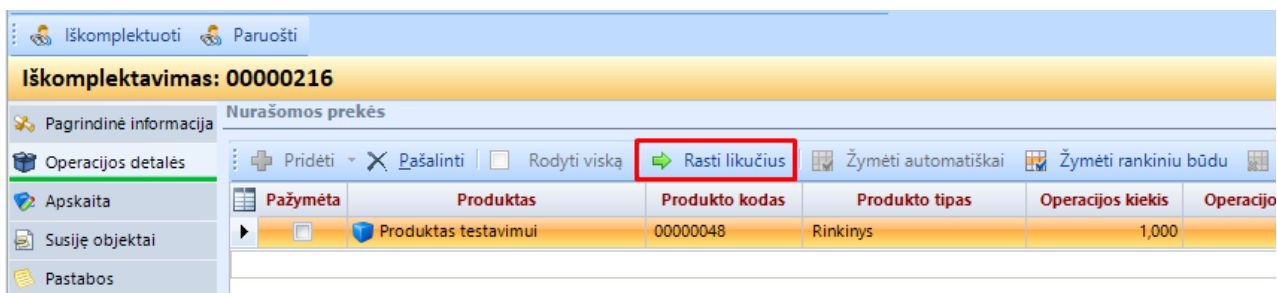 Iškomplektuoti Paruošti
Iškomplektavimas: 00000216
Pagrindinė informacija
Operacijos detalės
Apskaita
Susiję objektai
Pastabos
Nurašomos prekės
Pridėti Pašalinti Rodyti viską Rasti likučius Žymėti automatiškai Žymėti rankiniu būdu
Pažymėta Produktas Produkto kodas Produkto tipas Operacijos kiekis Operacijo
Produktas testavimui 00000048 Rinkinys 1,000